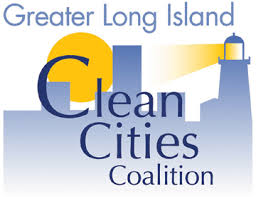 Greater Long Island
Clean
Cities
Coalition